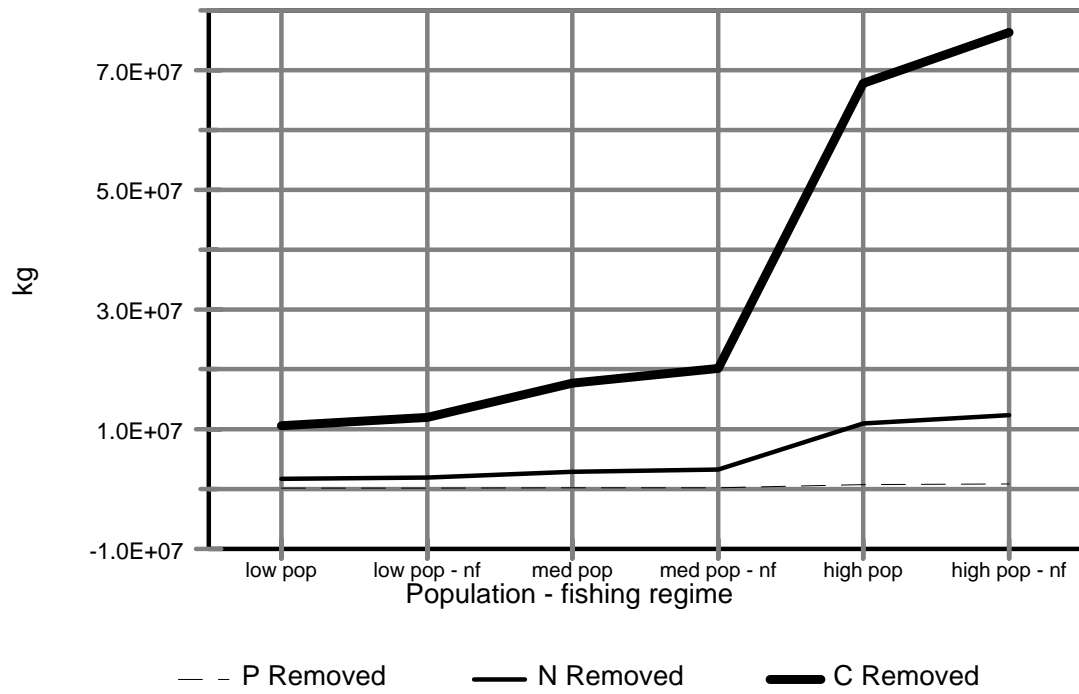 7.0E+07
5.0E+07
kg
3.0E+07
1.0E+07
-1.0E+07
low pop low pop - nf med pop med pop - nf high pop high pop - nf
Population - fishing regime
P Removed N Removed C Removed